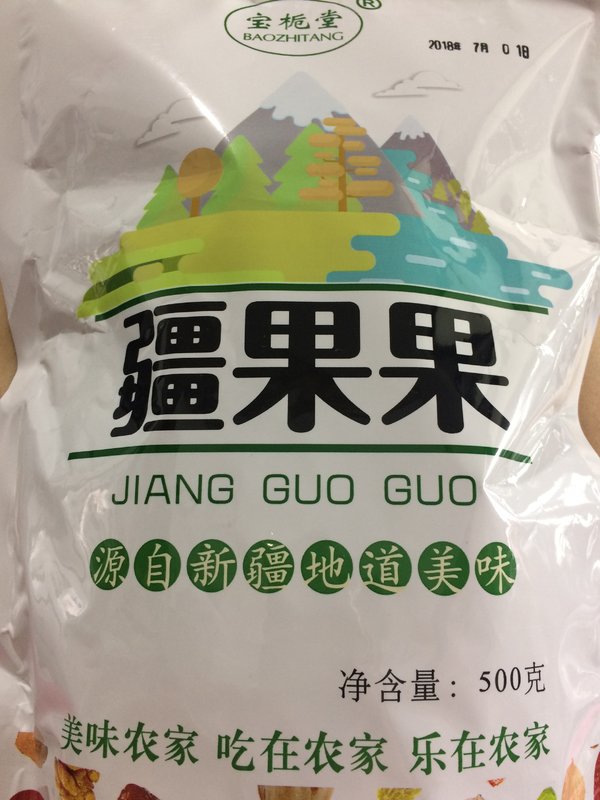 宝栀堂®
BAOZHITANG
2018年 7月 0 1日
疆果果
JIANG GUO GUO
源自新疆地道美味
净含量：500克
美味农家 吃在农家 乐在农家